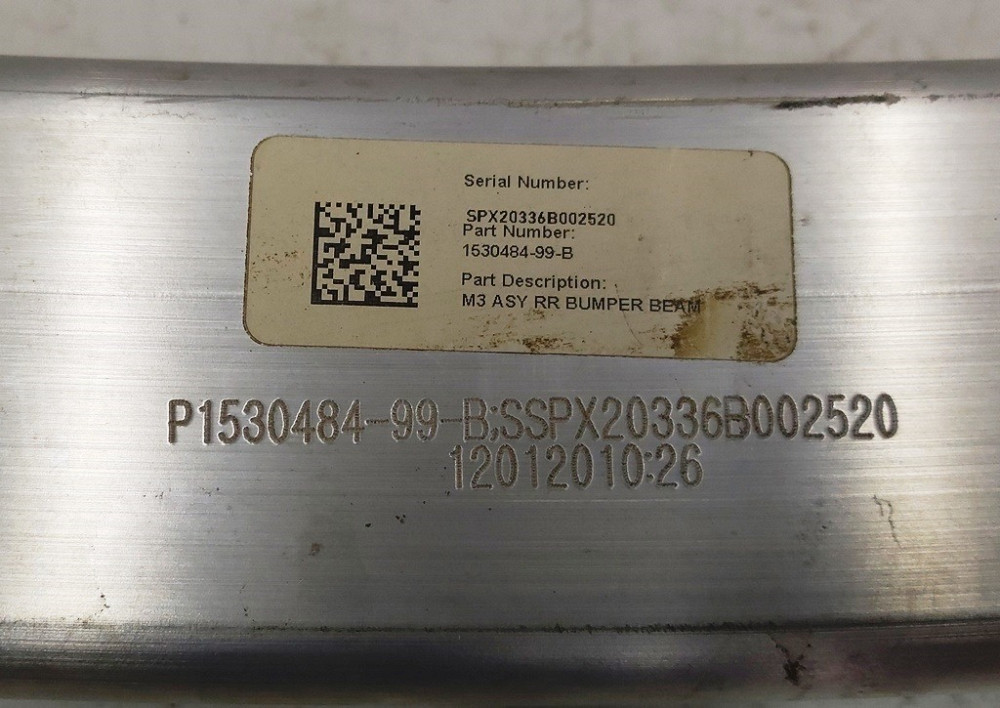 Serial Number:
SPX20336B002520
Part Number:
1530484-99-B
Part Description:
M3 ASY RR BUMPER BEAM
P1530484-99-B;SSPX20336B002520
12012010:26